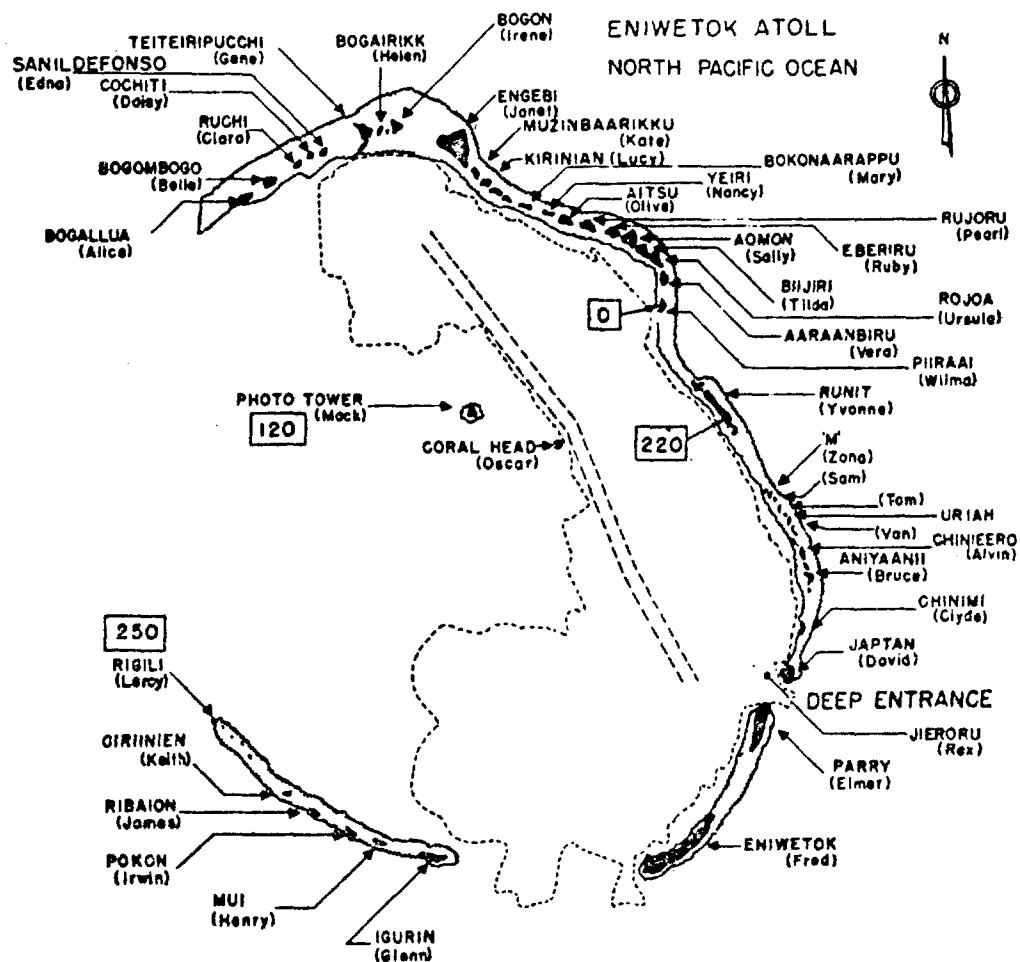 ENIWETOK ATOLL
NORTH PACIFIC OCEAN
N
BOGON
(Irene)
BOGAIRIKK
(Helen)
TEITEIRIPUCCHI
(Gene)
SANILDEFONSO
(Edna)
COCHITI
(Daisy)
RUCHI
(Clara)
BOGOMBOGO
(Belle)
BOGALLUA
(Alice)
ENGEBI
(Janet)
MUZINBAARIKKU
(Kate)
KIRINIAN (Lucy)
BOKONAARAPPU
(Mary)
YEIRI
(Nancy)
AITSU
(Olive)
RUJORU
(Pearl)
EBERIRU
(Ruby)
AOMON
(Sally)
BIIJIRI
(Tilda)
ROJOA
(Ursula)
AARAANBIRU
(Vera)
PIIRAAI
(Wilma)
0
RUNIT
(Yvonne)
220
PHOTO TOWER
(Mack)
120
CORAL HEAD
(Oscar)
'M'
(Zona)
(Sam)
(Tom)
URIAH
(Van)
CHINIEERO
(Alvin)
ANIYAANII
(Bruce)
CHINIMI
(Clyde)
JAPTAN
(David)
DEEP ENTRANCE
JIERORU
(Rex)
PARRY
(Elmer)
ENIWETOK
(Fred)
250
RIGILI
(Leroy)
GIRIINIEN
(Keith)
RIBAION
(James)
POKON
(Irwin)
MUI
(Henry)
IGURIN
(Glenn)